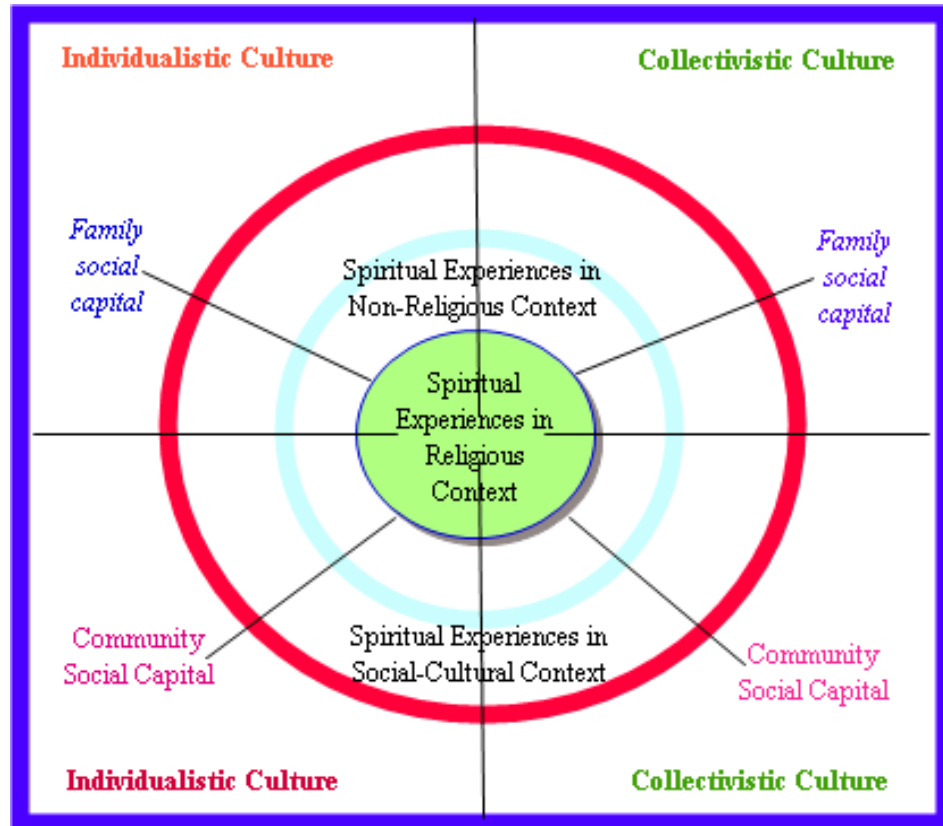 Individualistic Culture
Collectivistic Culture
Family
social
capital
Family
social
capital
Spiritual Experiences in
Non-Religious Context
Spiritual
Experiences in
Religious
Context
Community
Social Capital
Spiritual Experiences in
Social-Cultural Context
Community
Social Capital
Individualistic Culture
Collectivistic Culture